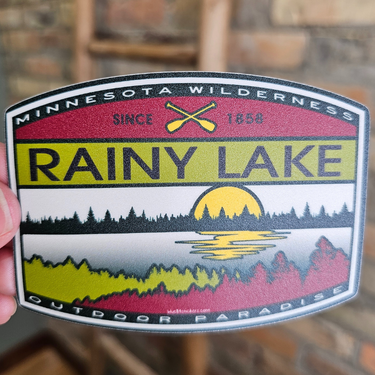 MINNESOTA WILDERNESS
SINCE 1858
RAINY LAKE
OUTDOOR PARADISE